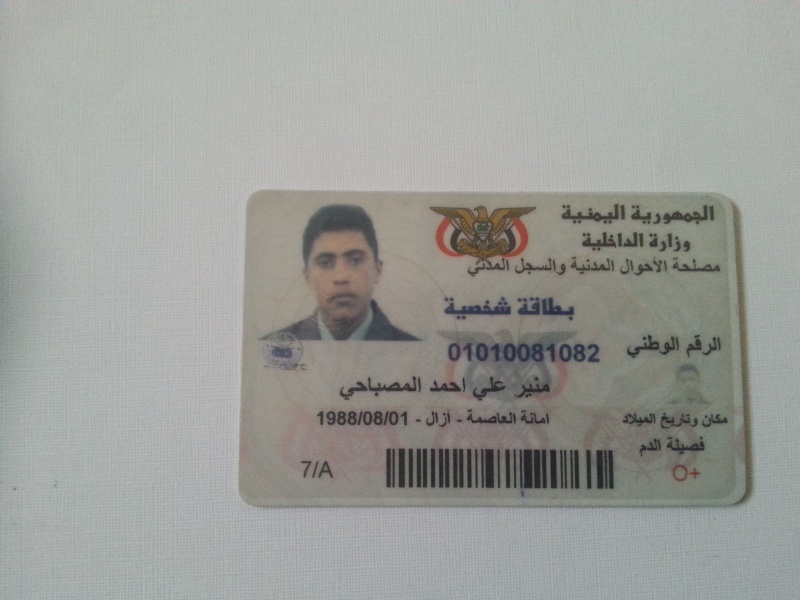 الجمهورية اليمنية
وزارة الداخلية
مصلحة الأحوال المدنية والسجل المدني
بطاقة شخصية
الرقم الوطني 01010081082
منير علي احمد المصباحي
مكان وتاريخ الميلاد امانة العاصمة - آزال - 1988/08/01
فصيلة الدم
O+
7/A